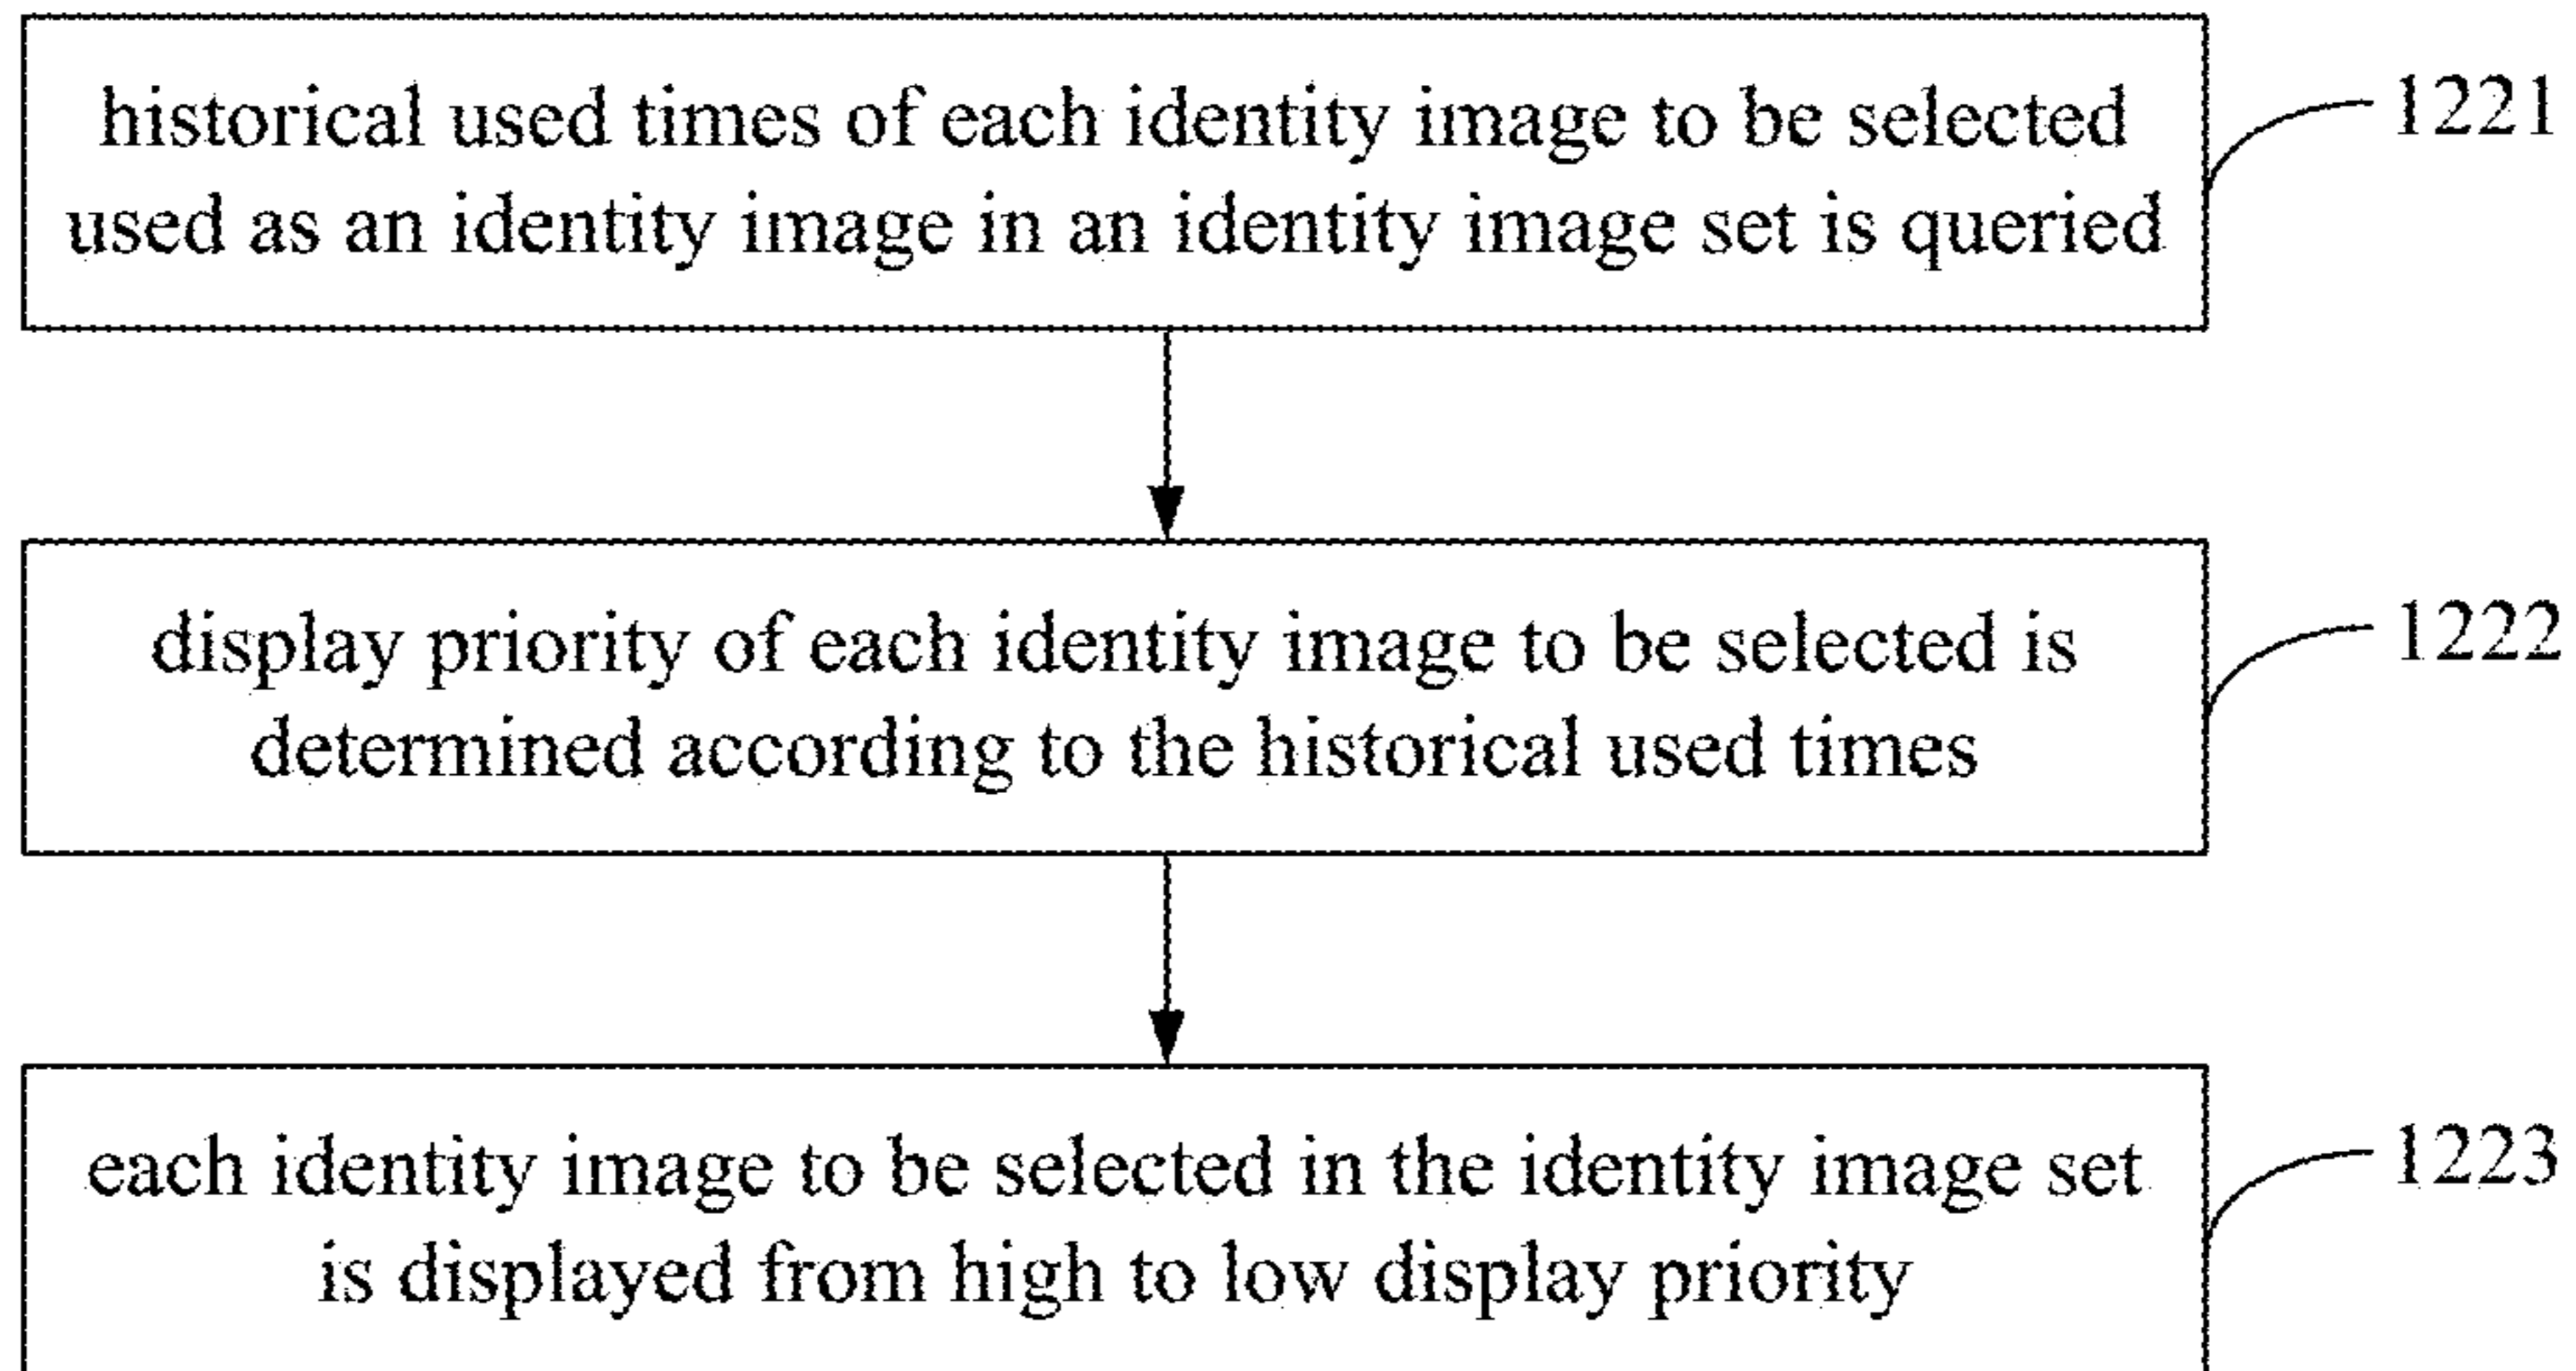 historical used times of each identity image to be selected
used as an identity image in an identity image set is queried
1221
display priority of each identity image to be selected is
determined according to the historical used times
1222
each identity image to be selected in the identity image set
is displayed from high to low display priority
1223